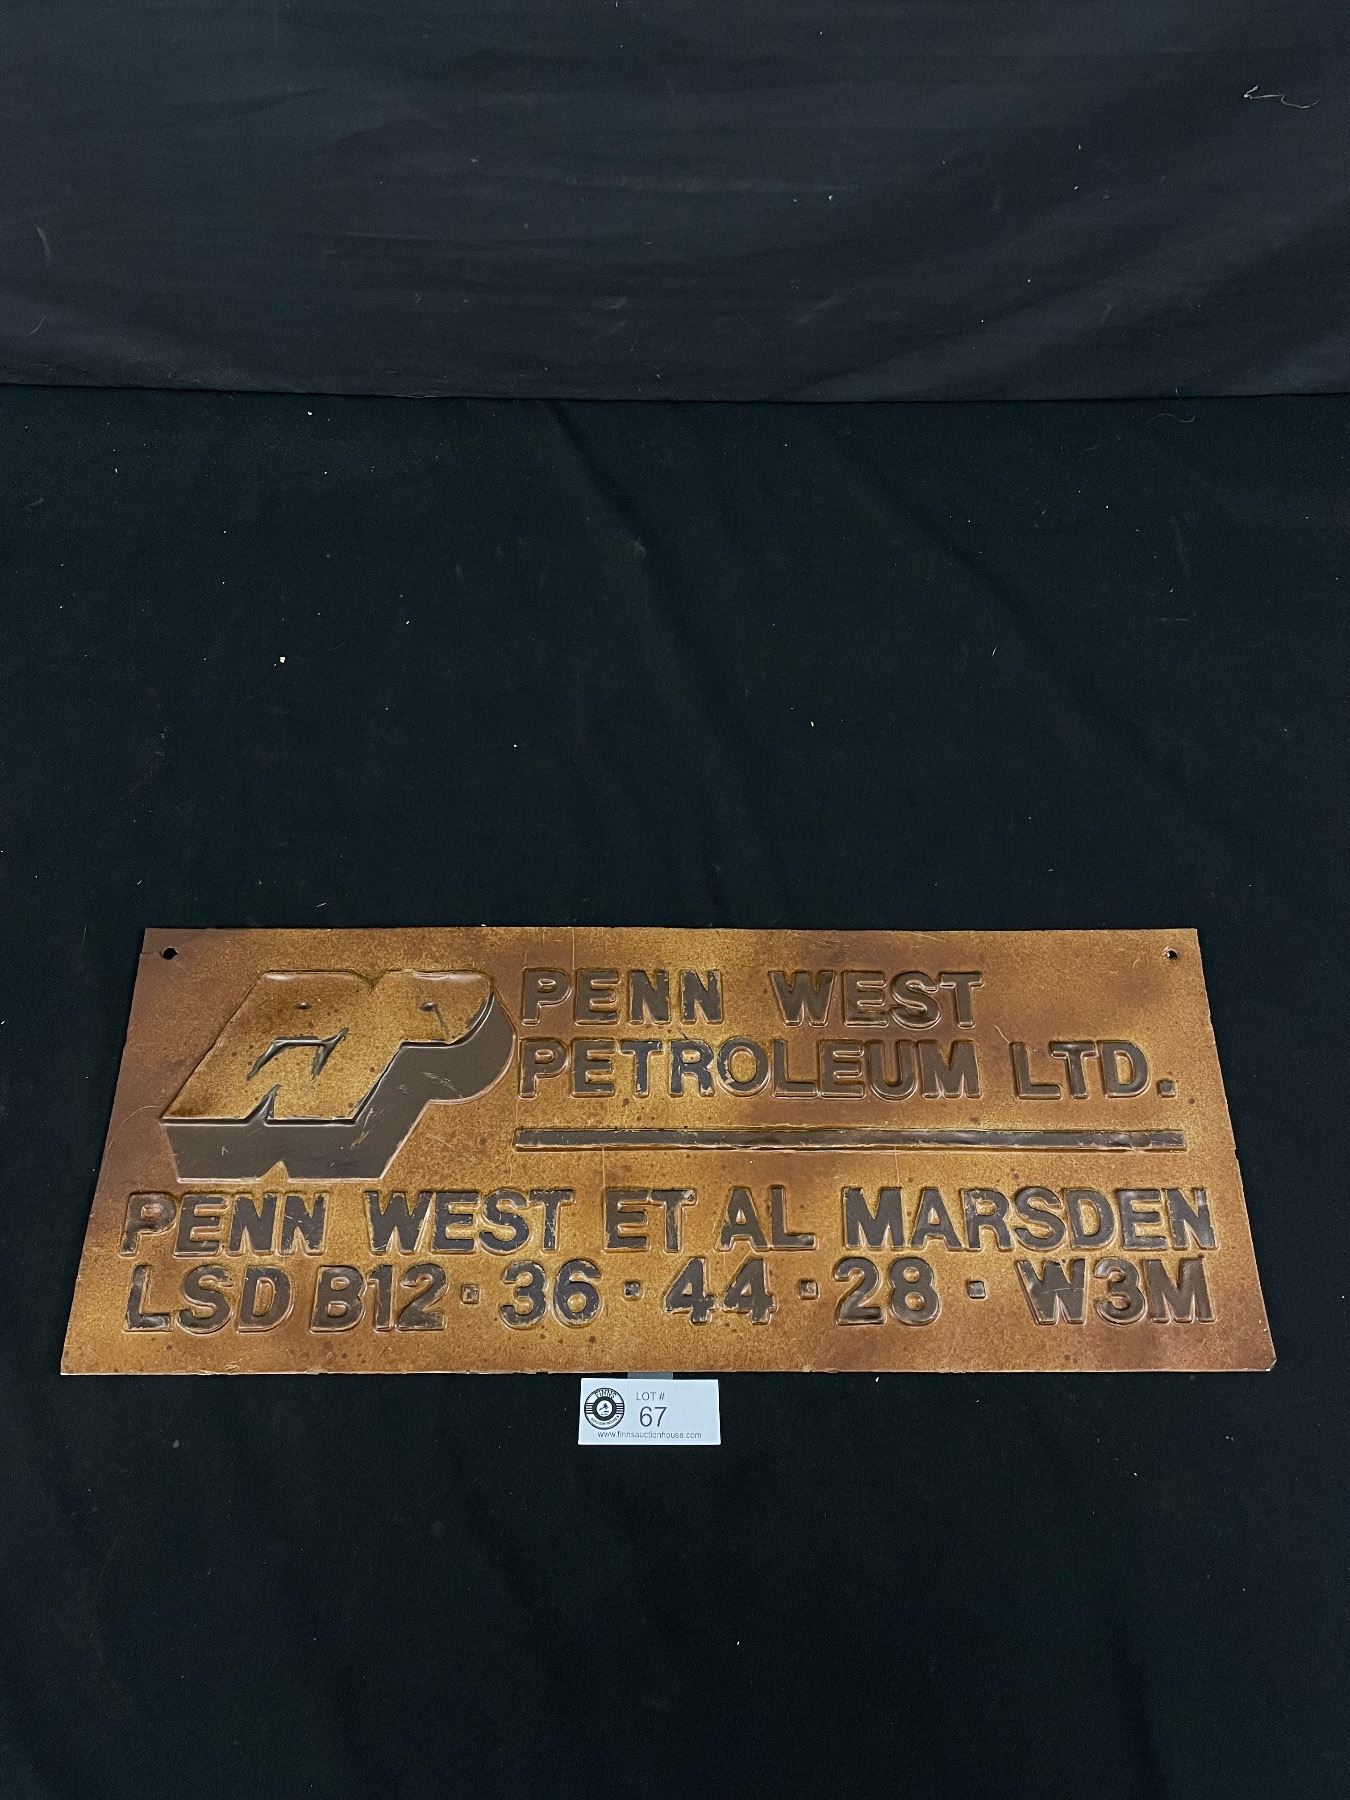 PENN WEST
PETROLEUM LTD.
PENN WEST ET AL MARSDEN
LSD B12·36·44·28·W3M
FINNS
LOT #
67
www.finnsauctionhouse.com